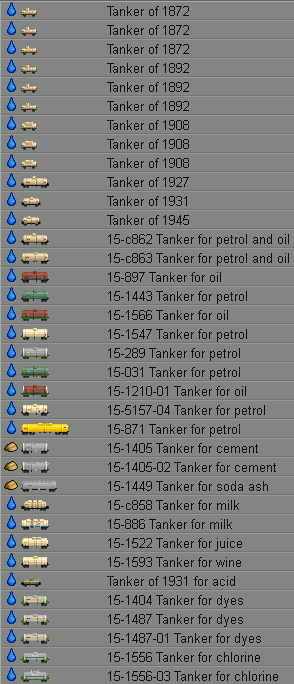 Tanker of 1872
Tanker of 1872
Tanker of 1872
Tanker of 1892
Tanker of 1892
Tanker of 1892
Tanker of 1908
Tanker of 1908
Tanker of 1908
Tanker of 1927
Tanker of 1931
Tanker of 1945
15-c862 Tanker for petrol and oil
15-c863 Tanker for petrol and oil
15-897 Tanker for oil
15-1443 Tanker for petrol
15-1566 Tanker for oil
15-1547 Tanker for petrol
15-289 Tanker for petrol
15-031 Tanker for petrol
15-1210-01 Tanker for oil
15-5157-04 Tanker for petrol
15-871 Tanker for petrol
15-1405 Tanker for cement
15-1405-02 Tanker for cement
15-1449 Tanker for soda ash
15-c858 Tanker for milk
15-886 Tanker for milk
15-1522 Tanker for juice
15-1593 Tanker for wine
Tanker of 1931 for acid
15-1404 Tanker for dyes
15-1487 Tanker for dyes
15-1487-01 Tanker for dyes
15-1556 Tanker for chlorine
15-1556-03 Tanker for chlorine